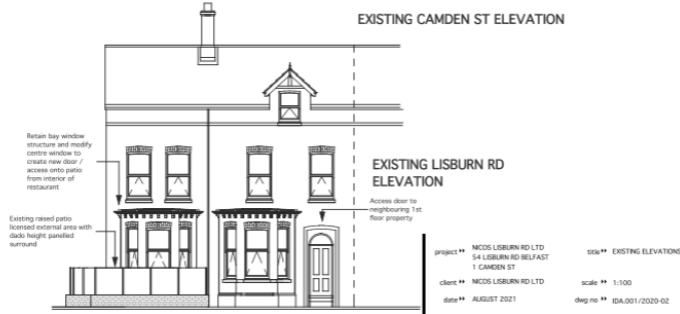 EXISTING CAMDEN ST ELEVATION
Retain bay window
structure and modify
centre window to
create new door /
access onto patio
from interior of
restaurant
EXISTING LISBURN RD
ELEVATION
Access door to
neighbouring 1st
floor property
Existing raised patio
licensed external area with
dado height panelled
surround
project ▸▸ NICOS LISBURN RD LTD
54 LISBURN RD BELFAST
1 CAMDEN ST
title ▸▸ EXISTING ELEVATIONS
client ▸▸ NICOS LISBURN RD LTD
scale ▸▸ 1:100
date ▸▸ AUGUST 2021
dwg no ▸▸ IDA.001/2020-02